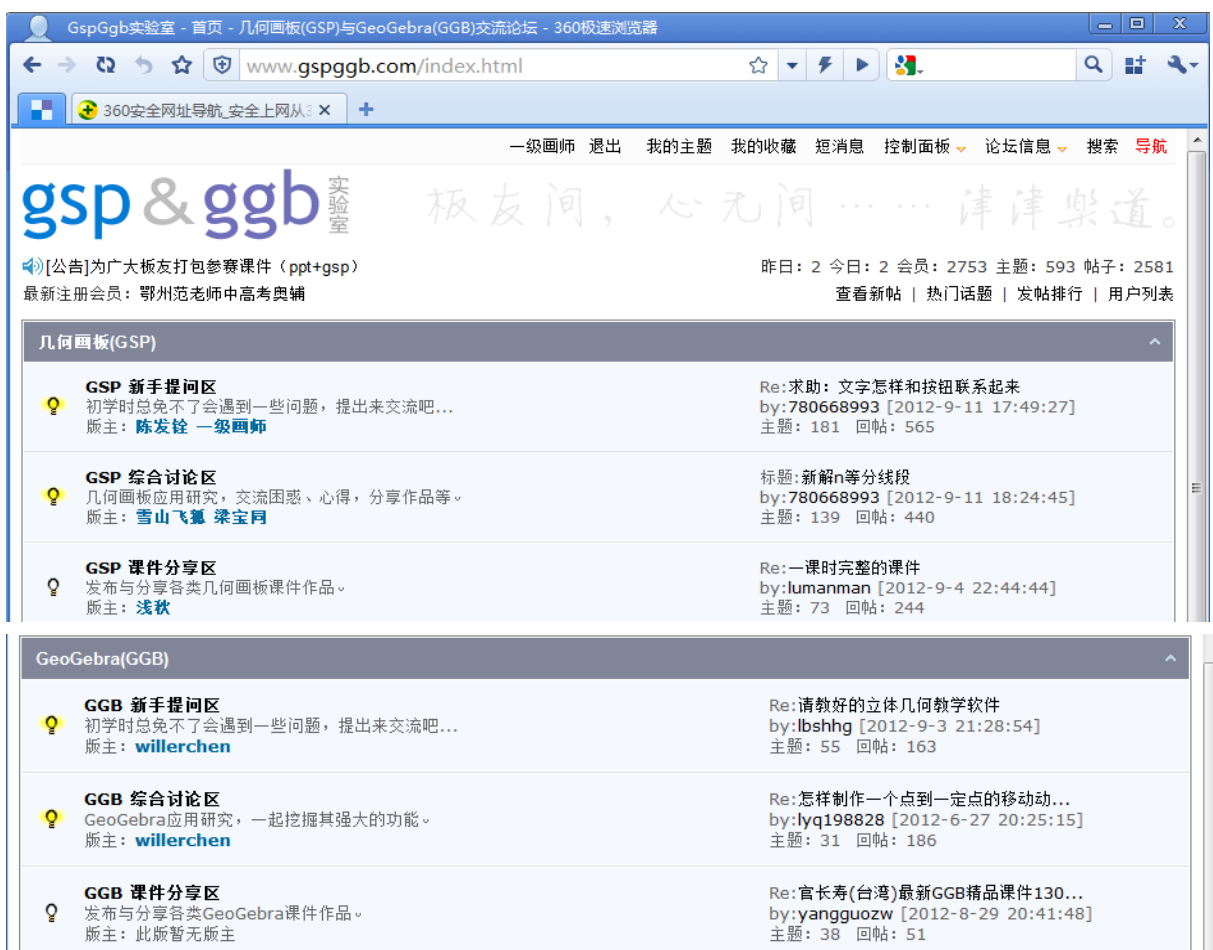 GspGgb实验室 - 首页 - 几何画板(GSP)与GeoGebra(GGB)交流论坛 - 360极速浏览器
www.gspggb.com/index.html
360安全网址导航_安全上网从3
一级画师 退出 我的主题 我的收藏 短消息 控制面板 论坛信息 搜索 导航
gsp & ggb 实验室 板友间，心无间……津津樂道。
[公告]为广大板友打包参赛课件（ppt+gsp） 昨日: 2 今日: 2 会员: 2753 主题: 593 帖子: 2581
最新注册会员: 鄂州范老师中高考奥辅 查看新帖 | 热门话题 | 发帖排行 | 用户列表
几何画板(GSP)
GSP 新手提问区 Re:求助：文字怎样和按钮联系起来
初学时总免不了会遇到一些问题，提出来交流吧... by:780668993 [2012-9-11 17:49:27]
版主: 陈发铨 一级画师 主题: 181 回帖: 565
GSP 综合讨论区 标题:新解n等分线段
几何画板应用研究，交流困惑、心得，分享作品等。 by:780668993 [2012-9-11 18:24:45]
版主: 雪山飞狐 梁宝同 主题: 139 回帖: 440
GSP 课件分享区 Re:一课时完整的课件
发布与分享各类几何画板课件作品。 by:lumanman [2012-9-4 22:44:44]
版主: 浅秋 主题: 73 回帖: 244
GeoGebra(GGB)
GGB 新手提问区 Re:请教好的立体几何教学软件
初学时总免不了会遇到一些问题，提出来交流吧... by:lbshhg [2012-9-3 21:28:54]
版主: willerchen 主题: 55 回帖: 163
GGB 综合讨论区 Re:怎样制作一个点到一定点的移动动...
GeoGebra应用研究，一起挖掘其强大的功能。 by:lyq198828 [2012-6-27 20:25:15]
版主: willerchen 主题: 31 回帖: 186
GGB 课件分享区 Re:官长寿(台湾)最新GGB精品课件130...
发布与分享各类GeoGebra课件作品。 by:yangguozw [2012-8-29 20:41:48]
版主: 此版暂无版主 主题: 38 回帖: 51